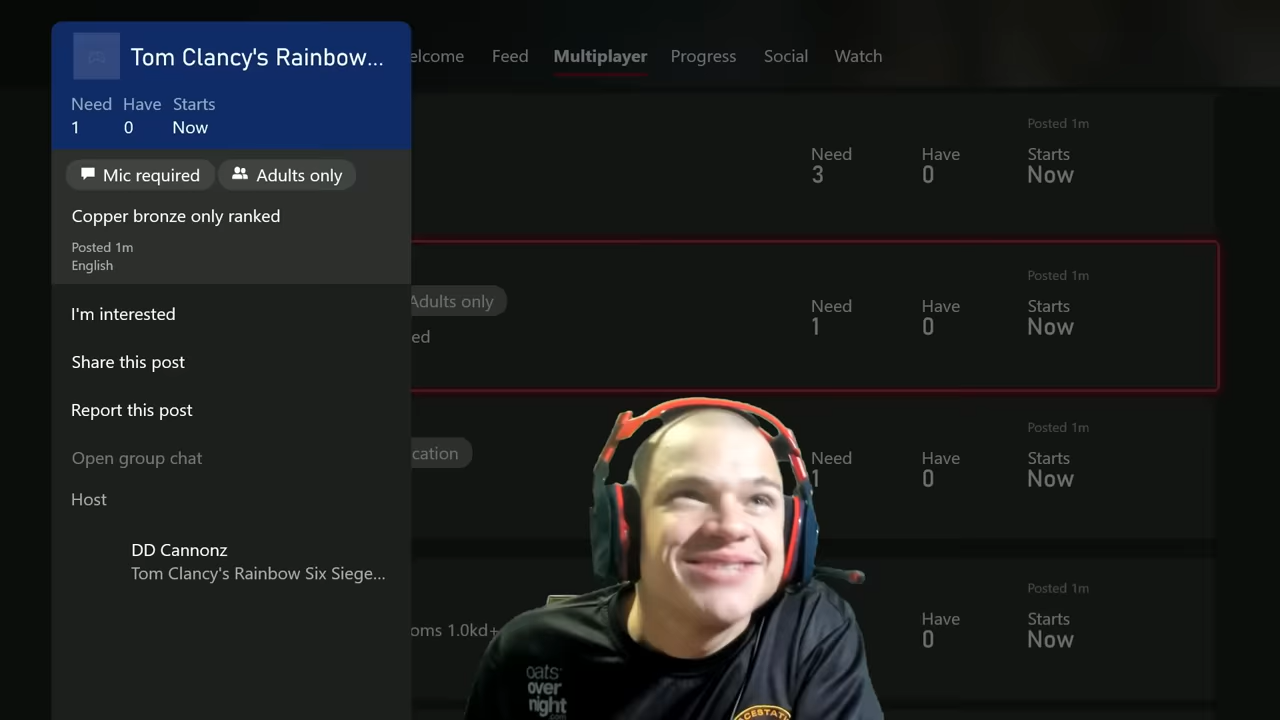 Tom Clancy's Rainbow...
Need Have Starts
1 0 Now
Mic required Adults only
Copper bronze only ranked
Posted 1m
English
I'm interested
Share this post
Report this post
Open group chat
Host
DD Cannonz
Tom Clancy's Rainbow Six Siege...
elcome Feed Multiplayer Progress Social Watch
Posted 1m
Need Have Starts
3 0 Now
Posted 1m
Adults only
Need Have Starts
1 0 Now
ed
Posted 1m
cation
Need Have Starts
1 0 Now
Posted 1m
Have Starts
0 Now
oms 1.0kd+
oats
over
night
.com
ACESTATI